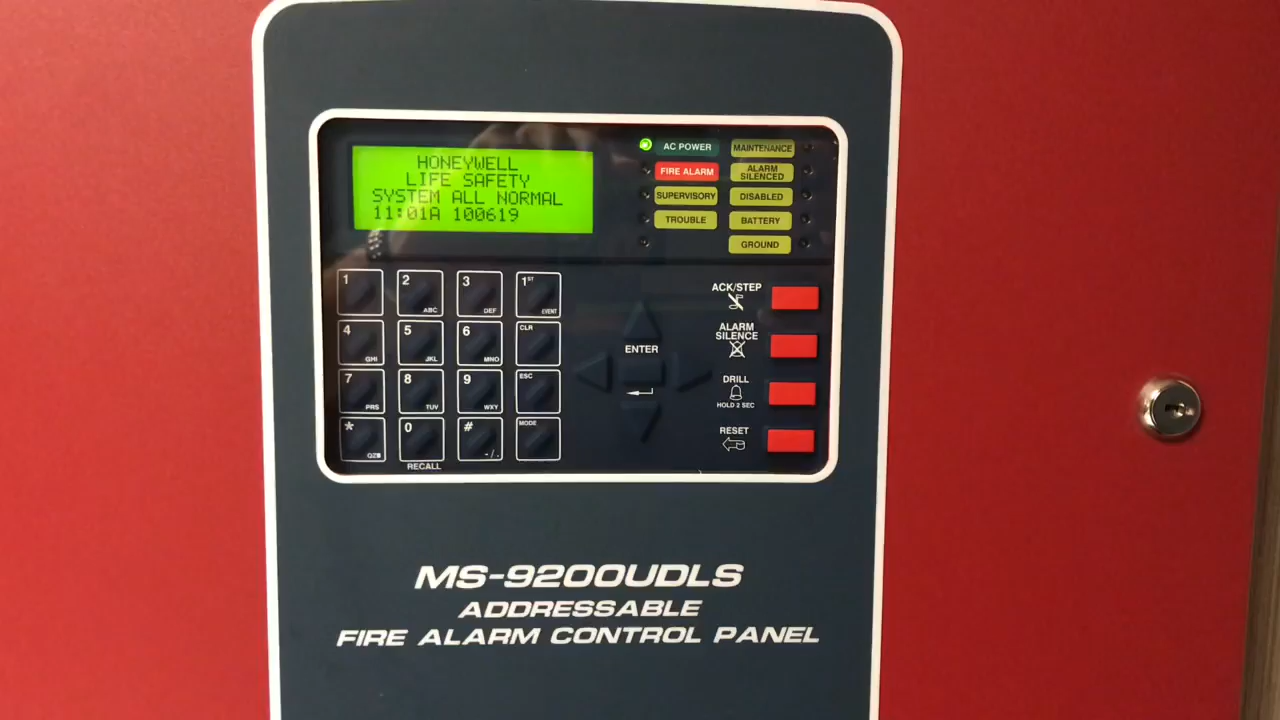 HONEYWELL
LIFE SAFETY
SYSTEM ALL NORMAL
11:01A 100619
AC POWER
MAINTENANCE
FIRE ALARM
ALARM SILENCED
SUPERVISORY
DISABLED
TROUBLE
BATTERY
GROUND
1
2 ABC
3 DEF
1ST EVENT
4 GHI
5 JKL
6 MNO
CLR
7 PRS
8 TUV
9 WXY
ESC
* QZ
0
# -/.
MODE
RECALL
ENTER
ACK/STEP
ALARM
SILENCE
DRILL
HOLD 2 SEC
RESET
MS-9200UDLS
ADDRESSABLE
FIRE ALARM CONTROL PANEL